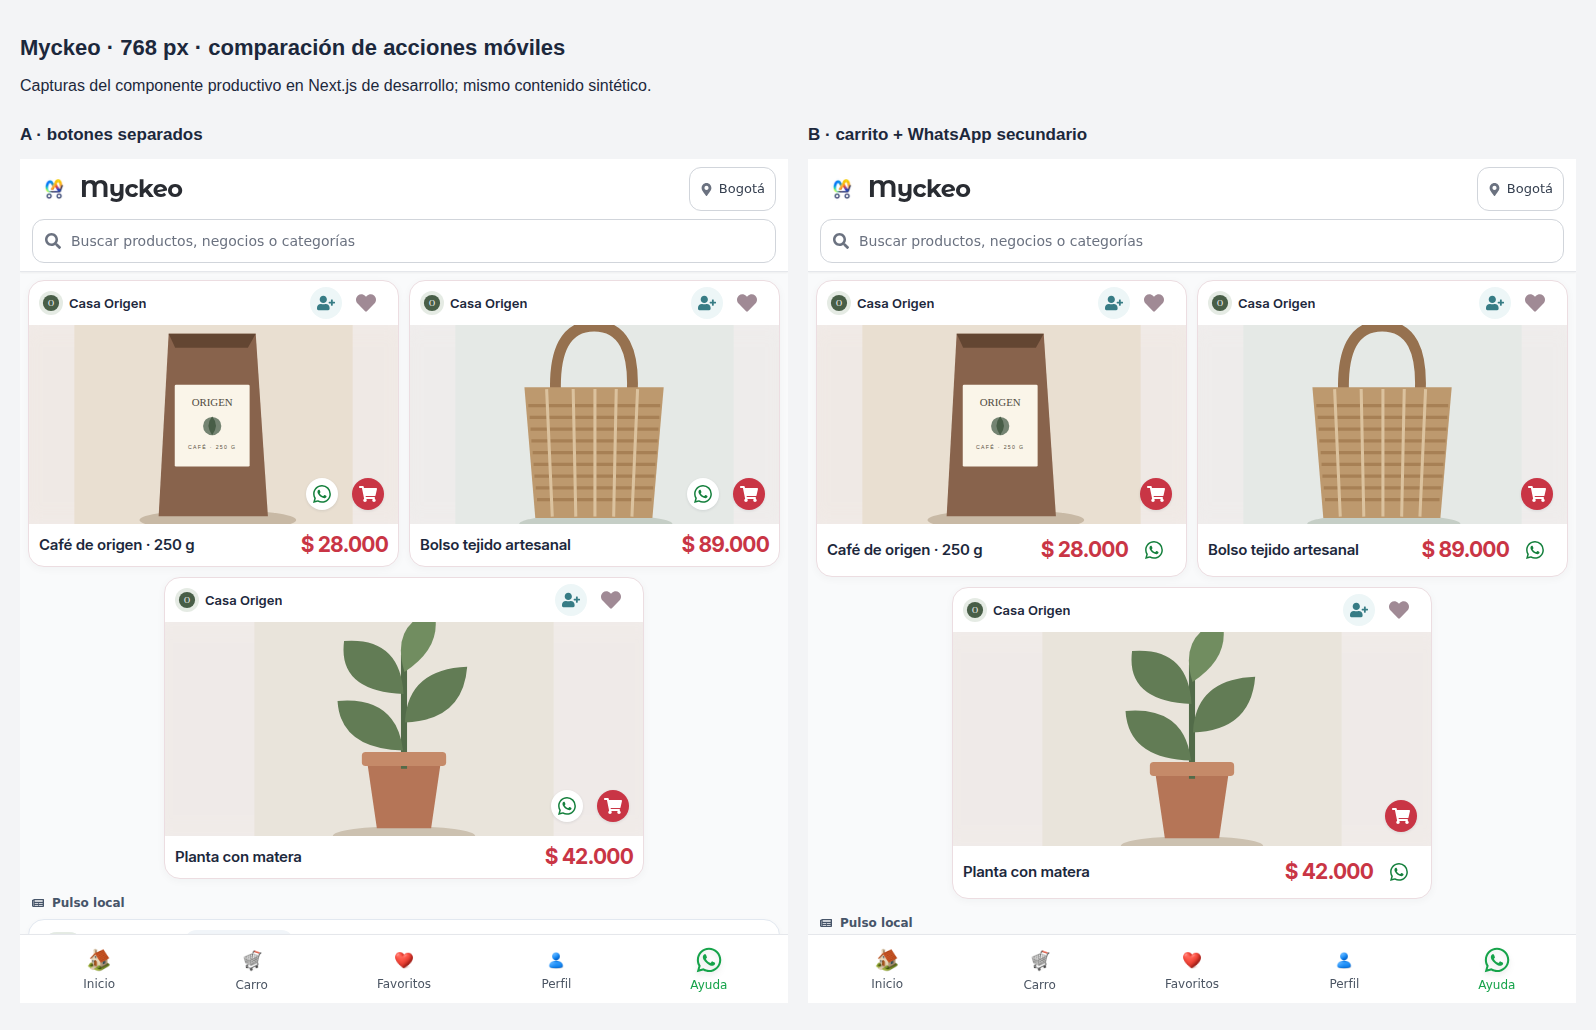 Myckeo · 768 px · comparación de acciones móviles
Capturas del componente productivo en Next.js de desarrollo; mismo contenido sintético.
A · botones separados
myckeo
Bogotá
Buscar productos, negocios o categorías
O Casa Origen
O Casa Origen
ORIGEN
CAFÉ · 250 G
Café de origen · 250 g $ 28.000
Bolso tejido artesanal $ 89.000
O Casa Origen
Planta con matera $ 42.000
Pulso local
Inicio Carro Favoritos Perfil Ayuda
B · carrito + WhatsApp secundario
myckeo
Bogotá
Buscar productos, negocios o categorías
O Casa Origen
O Casa Origen
ORIGEN
CAFÉ · 250 G
Café de origen · 250 g $ 28.000
Bolso tejido artesanal $ 89.000
O Casa Origen
Planta con matera $ 42.000
Pulso local
Inicio Carro Favoritos Perfil Ayuda